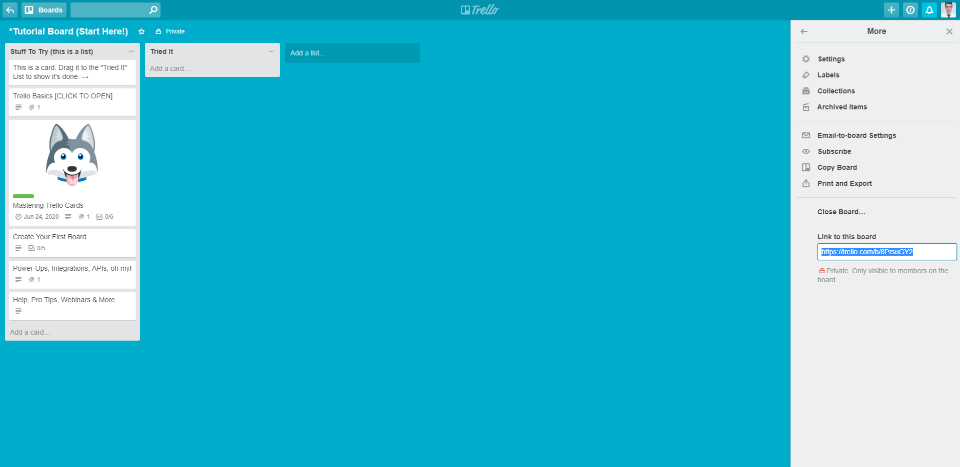 Boards
Trello
*Tutorial Board (Start Here!)
Private
Stuff To Try (this is a list)
This is a card. Drag it to the "Tried It"
List to show it's done. →
Trello Basics [CLICK TO OPEN]
1
Mastering Trello Cards
Jun 24, 2020
1
0/6
Create Your First Board
0/5
Power Ups, Integrations, APIs, oh my!
1
Help, Pro Tips, Webinars & More
Add a card...
Tried It
Add a card...
Add a list...
More
Settings
Labels
Collections
Archived items
Email-to-board Settings
Subscribe
Copy Board
Print and Export
Close Board...
Link to this board
Private. Only visible to members on the
board.